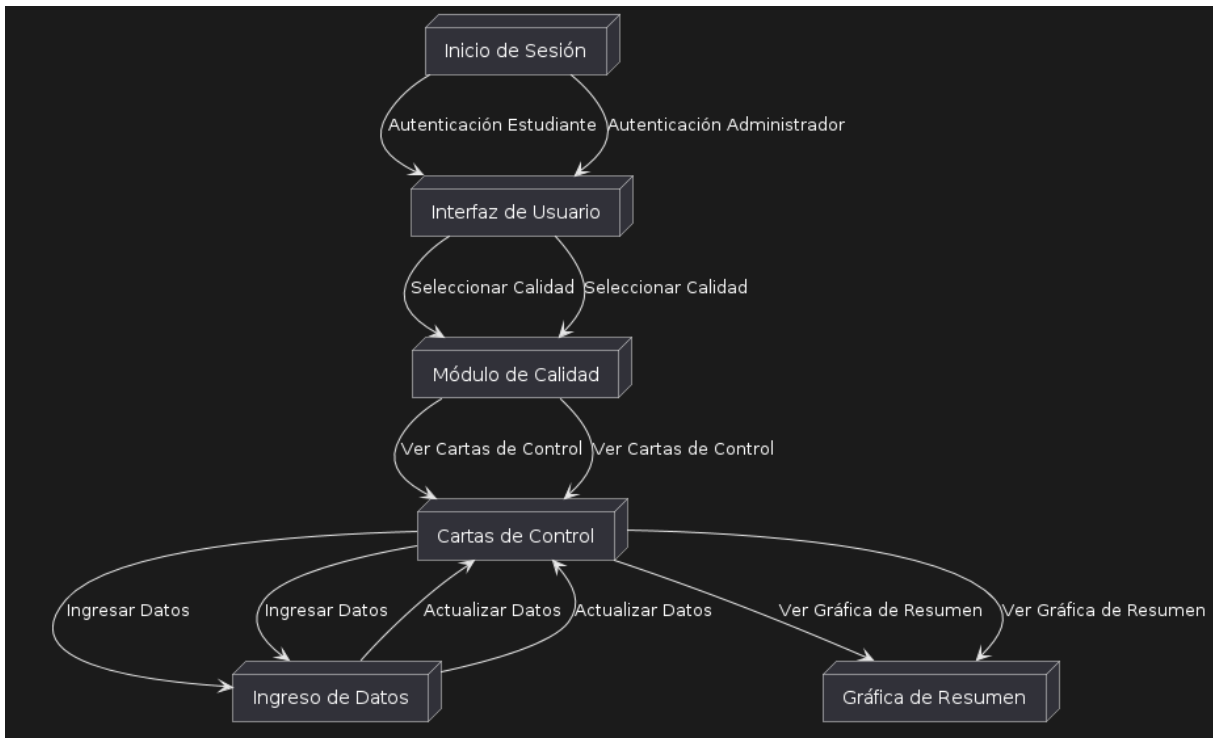 Inicio de Sesión
Autenticación Estudiante
Autenticación Administrador
Interfaz de Usuario
Seleccionar Calidad
Seleccionar Calidad
Módulo de Calidad
Ver Cartas de Control
Ver Cartas de Control
Cartas de Control
Ingresar Datos
Ingresar Datos
Actualizar Datos
Actualizar Datos
Ver Gráfica de Resumen
Ver Gráfica de Resumen
Ingreso de Datos
Gráfica de Resumen